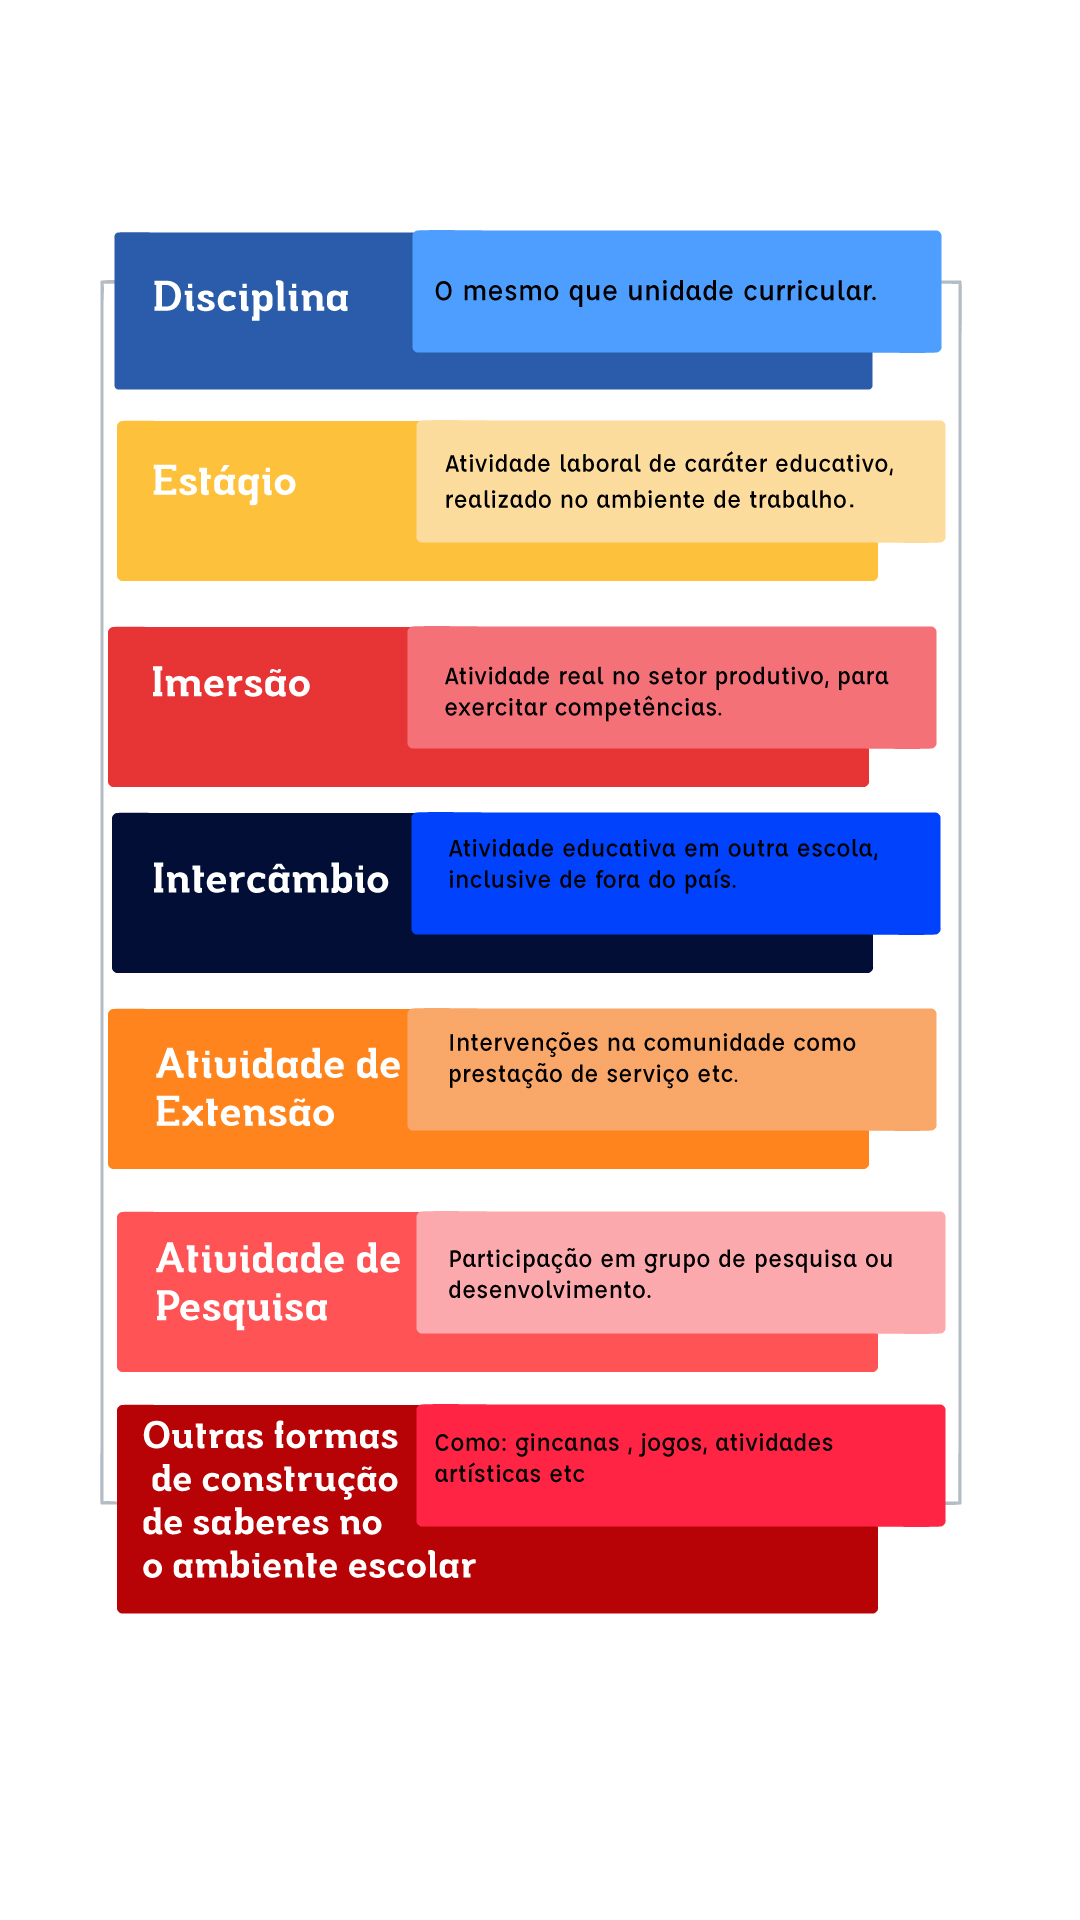 Disciplina
O mesmo que unidade curricular.
Estágio
Atividade laboral de caráter educativo,
realizado no ambiente de trabalho.
Imersão
Atividade real no setor produtivo, para
exercitar competências.
Intercâmbio
Atividade educativa em outra escola,
inclusive de fora do país.
Atividade de
Extensão
Intervenções na comunidade como
prestação de serviço etc.
Atividade de
Pesquisa
Participação em grupo de pesquisa ou
desenvolvimento.
Outras formas
de construção
de saberes no
o ambiente escolar
Como: gincanas , jogos, atividades
artísticas etc